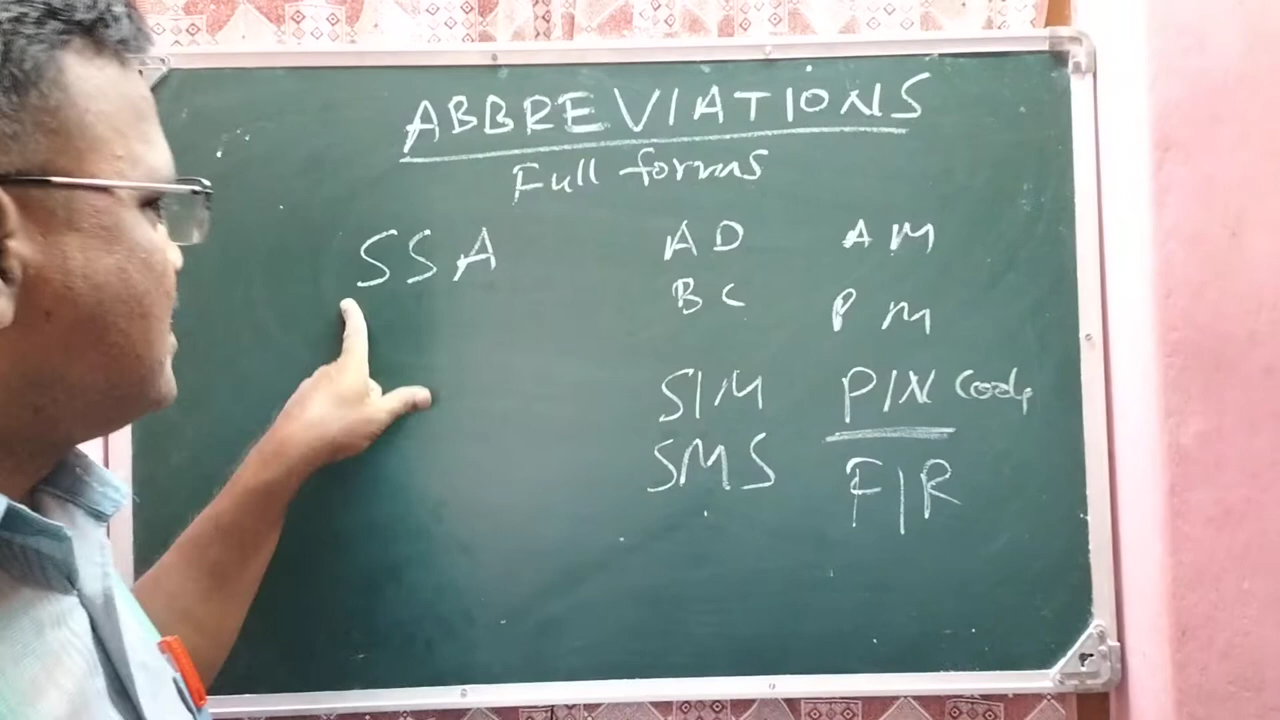 ABBREVIATIONS
Full forms
SSA
AD AM
BC PM
SIM PIN Code
SMS FIR